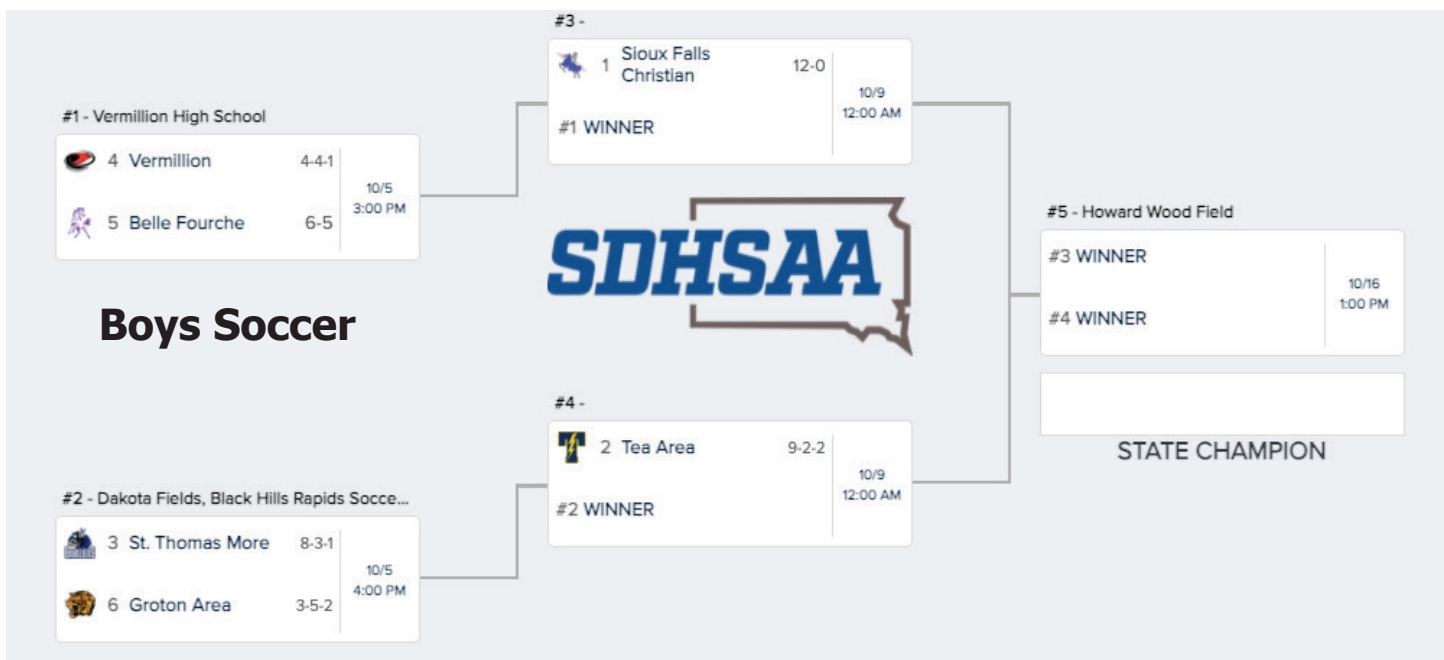 #1 - Vermillion High School
4 Vermillion 4-4-1
5 Belle Fourche 6-5
10/5
3:00 PM
Boys Soccer
#2 - Dakota Fields, Black Hills Rapids Socce...
3 St. Thomas More 8-3-1
6 Groton Area 3-5-2
10/5
4:00 PM
#3 -
1 Sioux Falls
Christian 12-0
#1 WINNER
10/9
12:00 AM
SDHSAA
#4 -
T
2 Tea Area 9-2-2
#2 WINNER
10/9
12:00 AM
#5 - Howard Wood Field
#3 WINNER
#4 WINNER
10/16
1:00 PM
STATE CHAMPION